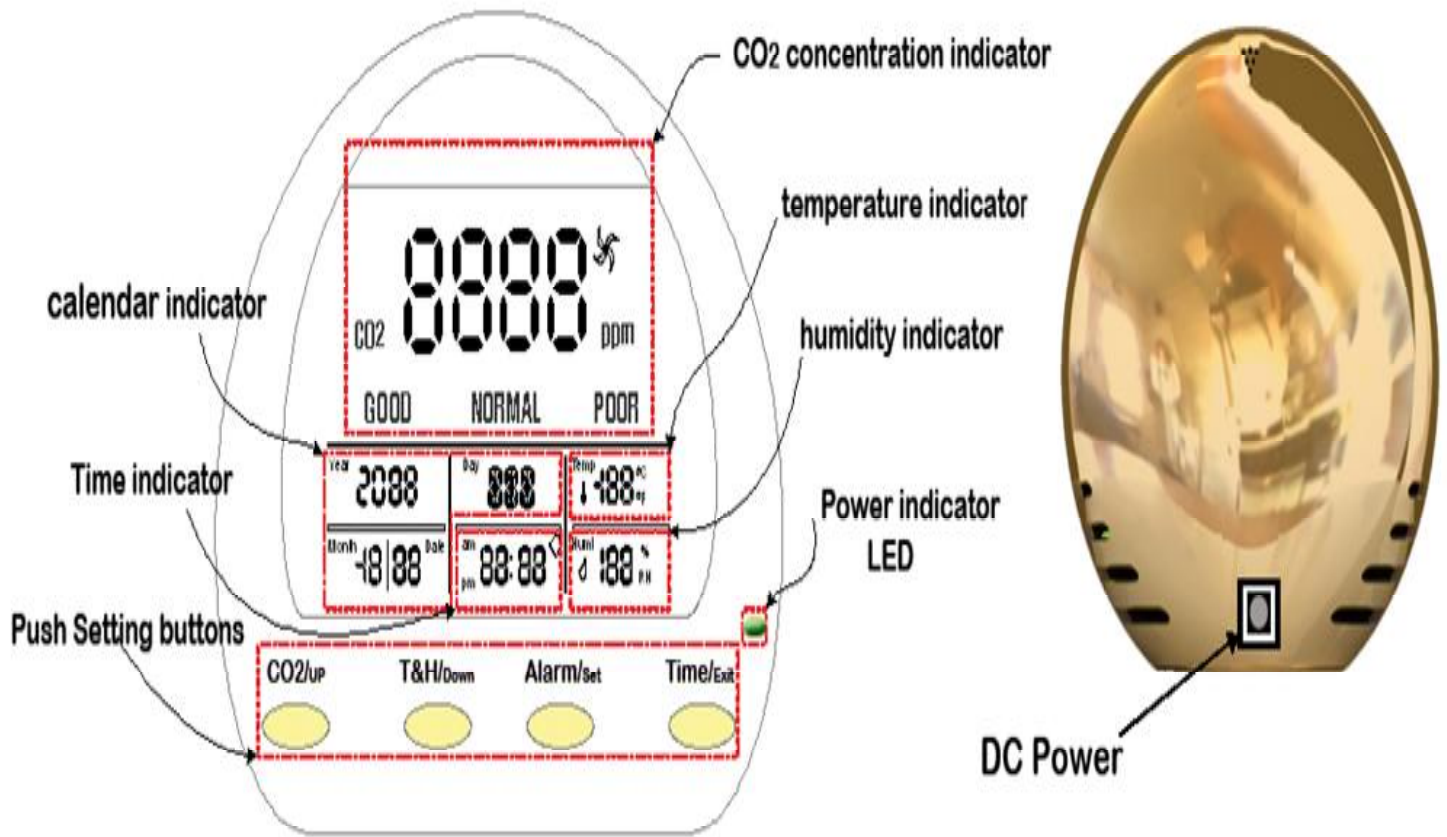 CO2 concentration indicator
temperature indicator
calendar indicator
humidity indicator
CO2 8888 ppm
GOOD NORMAL POOR
Time indicator
Year 2088
Day
Temp -188 °C °F
Power indicator
LED
Month 18 88 Date
am pm 88:88
Humi 188 %
Push Setting buttons
CO2/UP T&H/Down Alarm/Set Time/Exit
DC Power